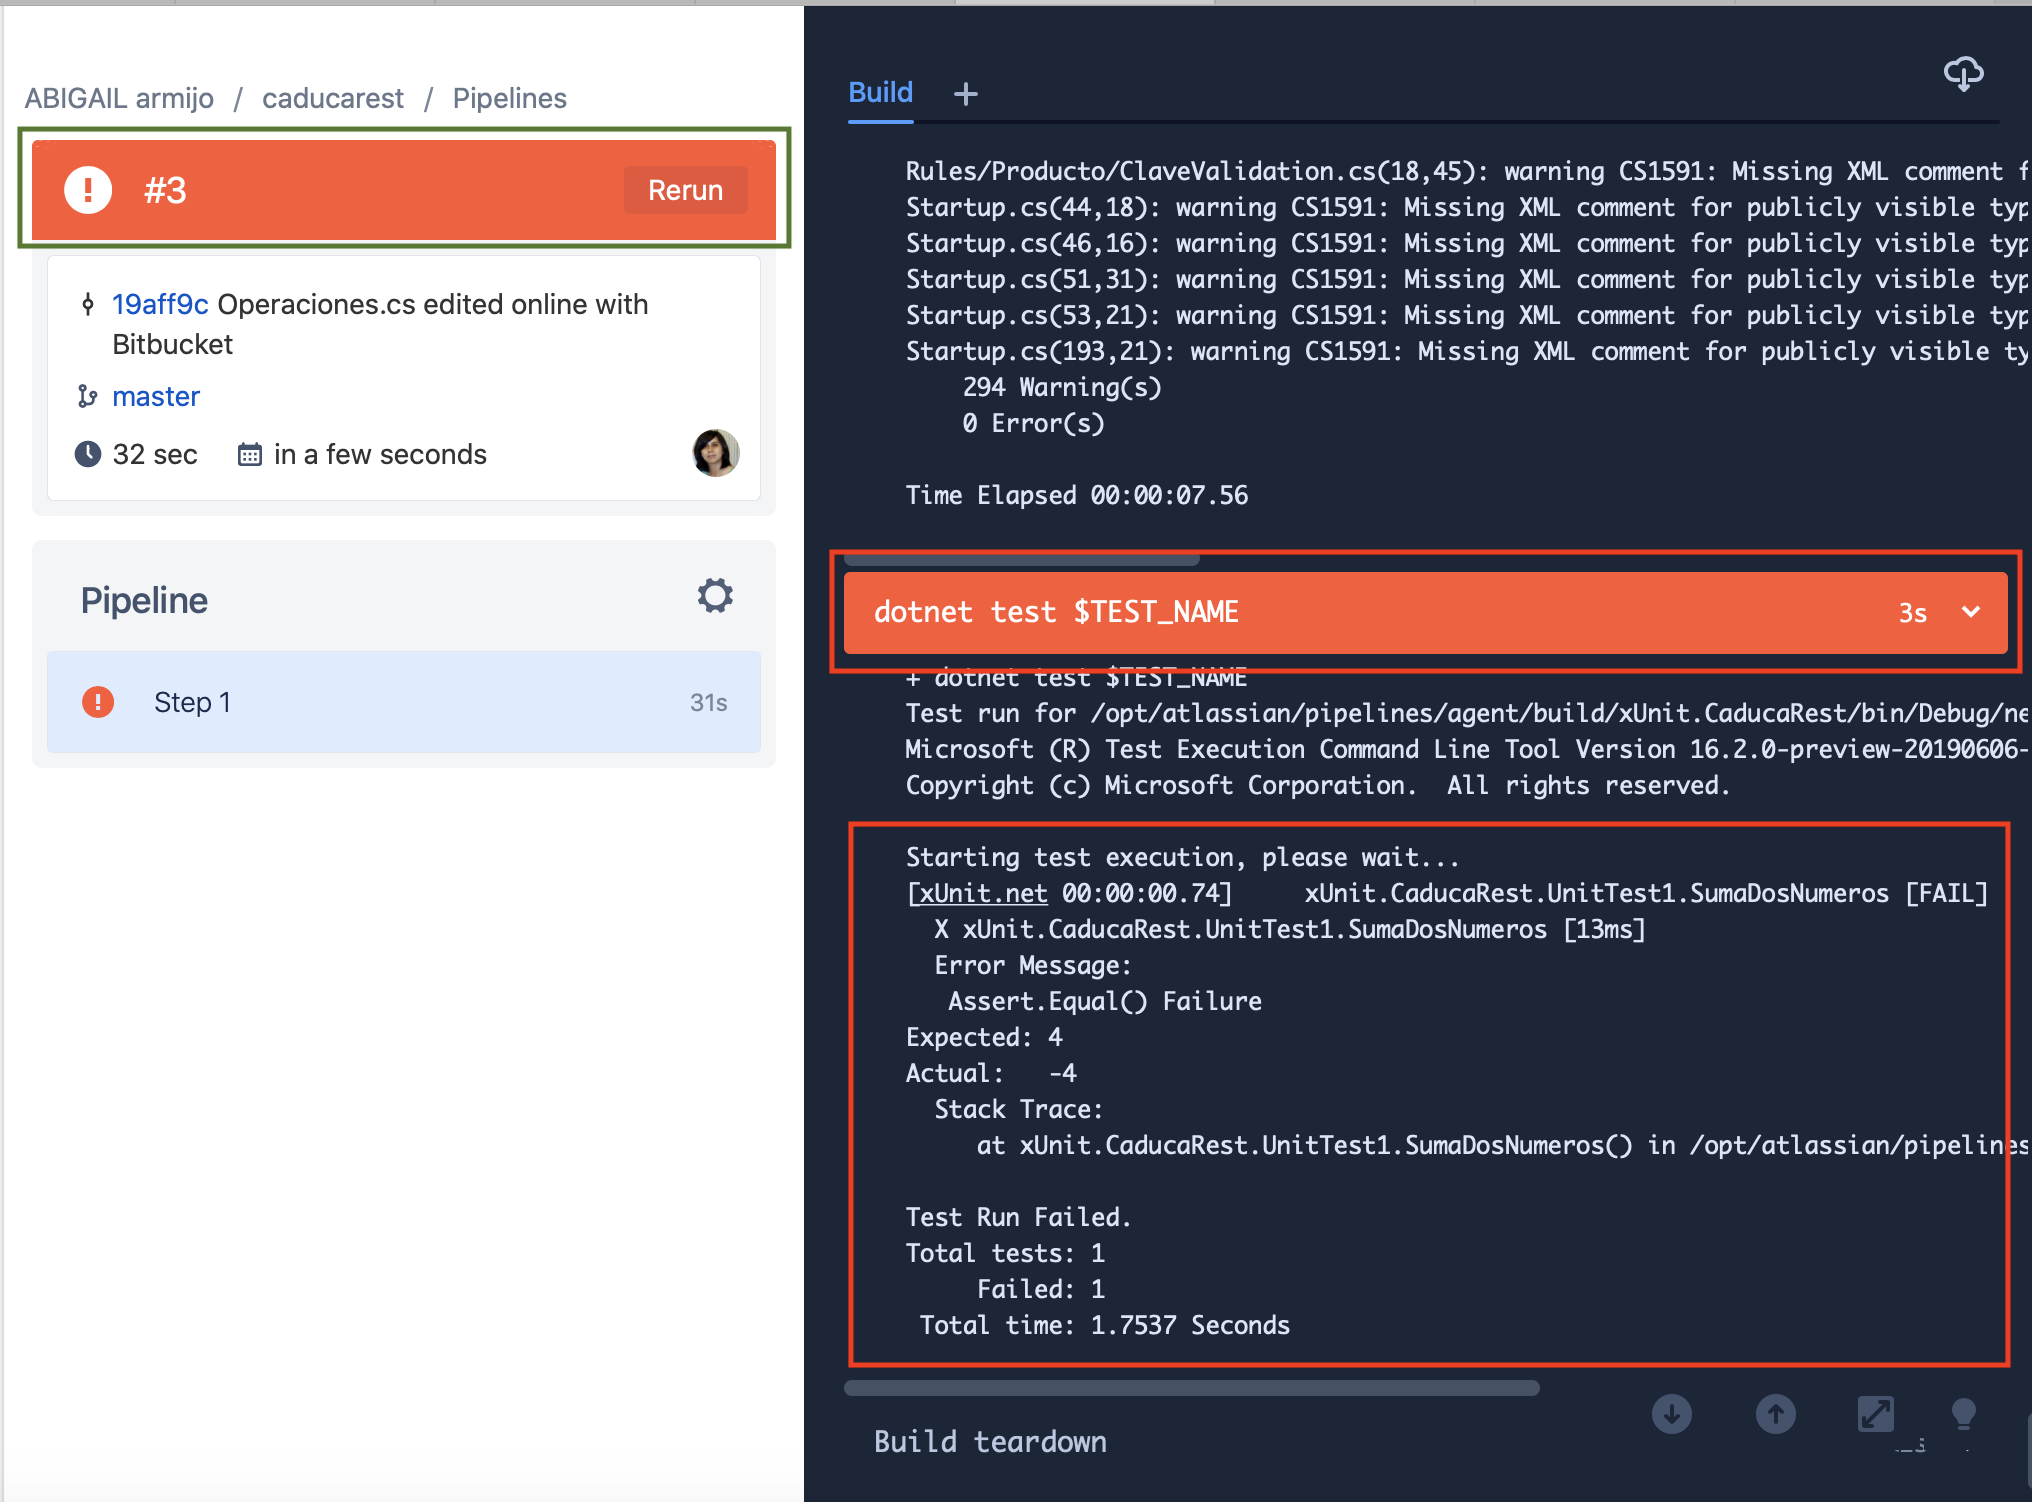 ABIGAIL armijo / caducarest / Pipelines
! #3 Rerun
19aff9c Operaciones.cs edited online with
Bitbucket
master
32 sec in a few seconds
Pipeline
! Step 1 31s
Build +
Rules/Producto/ClaveValidation.cs(18,45): warning CS1591: Missing XML comment f
Startup.cs(44,18): warning CS1591: Missing XML comment for publicly visible typ
Startup.cs(46,16): warning CS1591: Missing XML comment for publicly visible typ
Startup.cs(51,31): warning CS1591: Missing XML comment for publicly visible typ
Startup.cs(53,21): warning CS1591: Missing XML comment for publicly visible typ
Startup.cs(193,21): warning CS1591: Missing XML comment for publicly visible ty
294 Warning(s)
0 Error(s)
Time Elapsed 00:00:07.56
dotnet test $TEST_NAME 3s
+ dotnet test $TEST_NAME
Test run for /opt/atlassian/pipelines/agent/build/xUnit.CaducaRest/bin/Debug/ne
Microsoft (R) Test Execution Command Line Tool Version 16.2.0-preview-20190606-
Copyright (c) Microsoft Corporation.  All rights reserved.
Starting test execution, please wait...
[xUnit.net 00:00:00.74]     xUnit.CaducaRest.UnitTest1.SumaDosNumeros [FAIL]
X xUnit.CaducaRest.UnitTest1.SumaDosNumeros [13ms]
Error Message:
Assert.Equal() Failure
Expected: 4
Actual:   -4
Stack Trace:
at xUnit.CaducaRest.UnitTest1.SumaDosNumeros() in /opt/atlassian/pipelines
Test Run Failed.
Total tests: 1
Failed: 1
Total time: 1.7537 Seconds
Build teardown